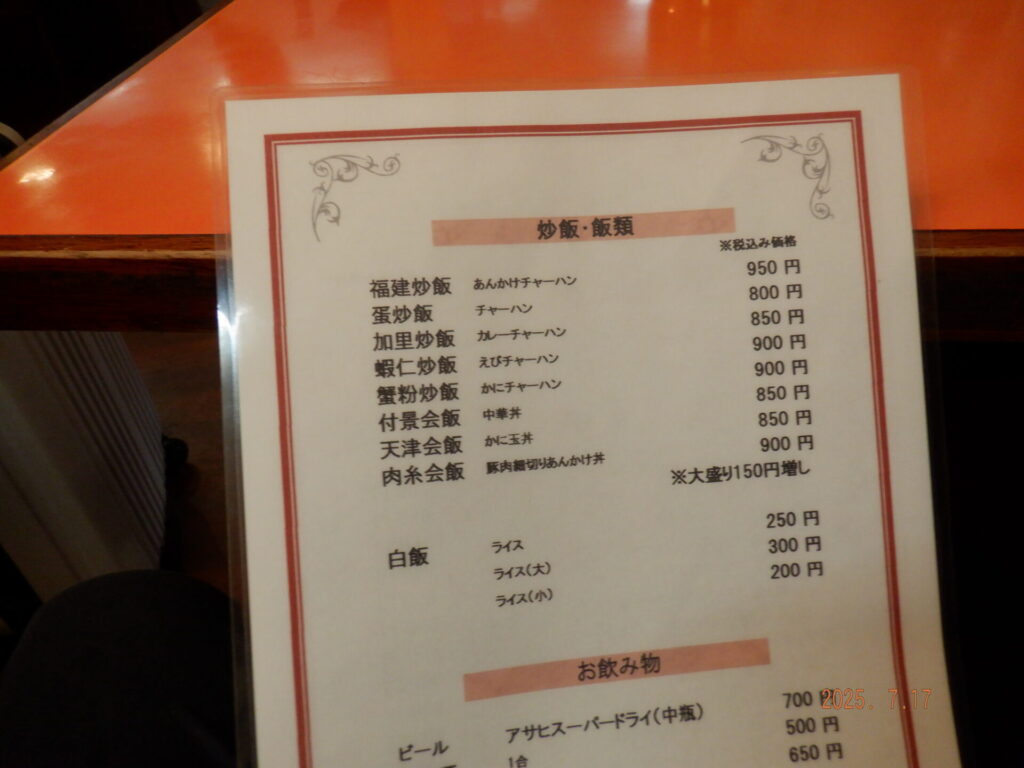 炒飯・飯類
※税込み価格
福建炒飯 あんかけチャーハン 950 円
蛋炒飯 チャーハン 800 円
加里炒飯 カレーチャーハン 850 円
蝦仁炒飯 えびチャーハン 900 円
蟹粉炒飯 かにチャーハン 900 円
付景会飯 中華丼 850 円
天津会飯 かに玉丼 850 円
肉糸会飯 豚肉細切りあんかけ丼 900 円
※大盛り150円増し
白飯 ライス 250 円
ライス(大) 300 円
ライス(小) 200 円
お飲み物
ビール アサヒスーパードライ(中瓶) 700 円
1合 500 円
650 円
2025. 7.17